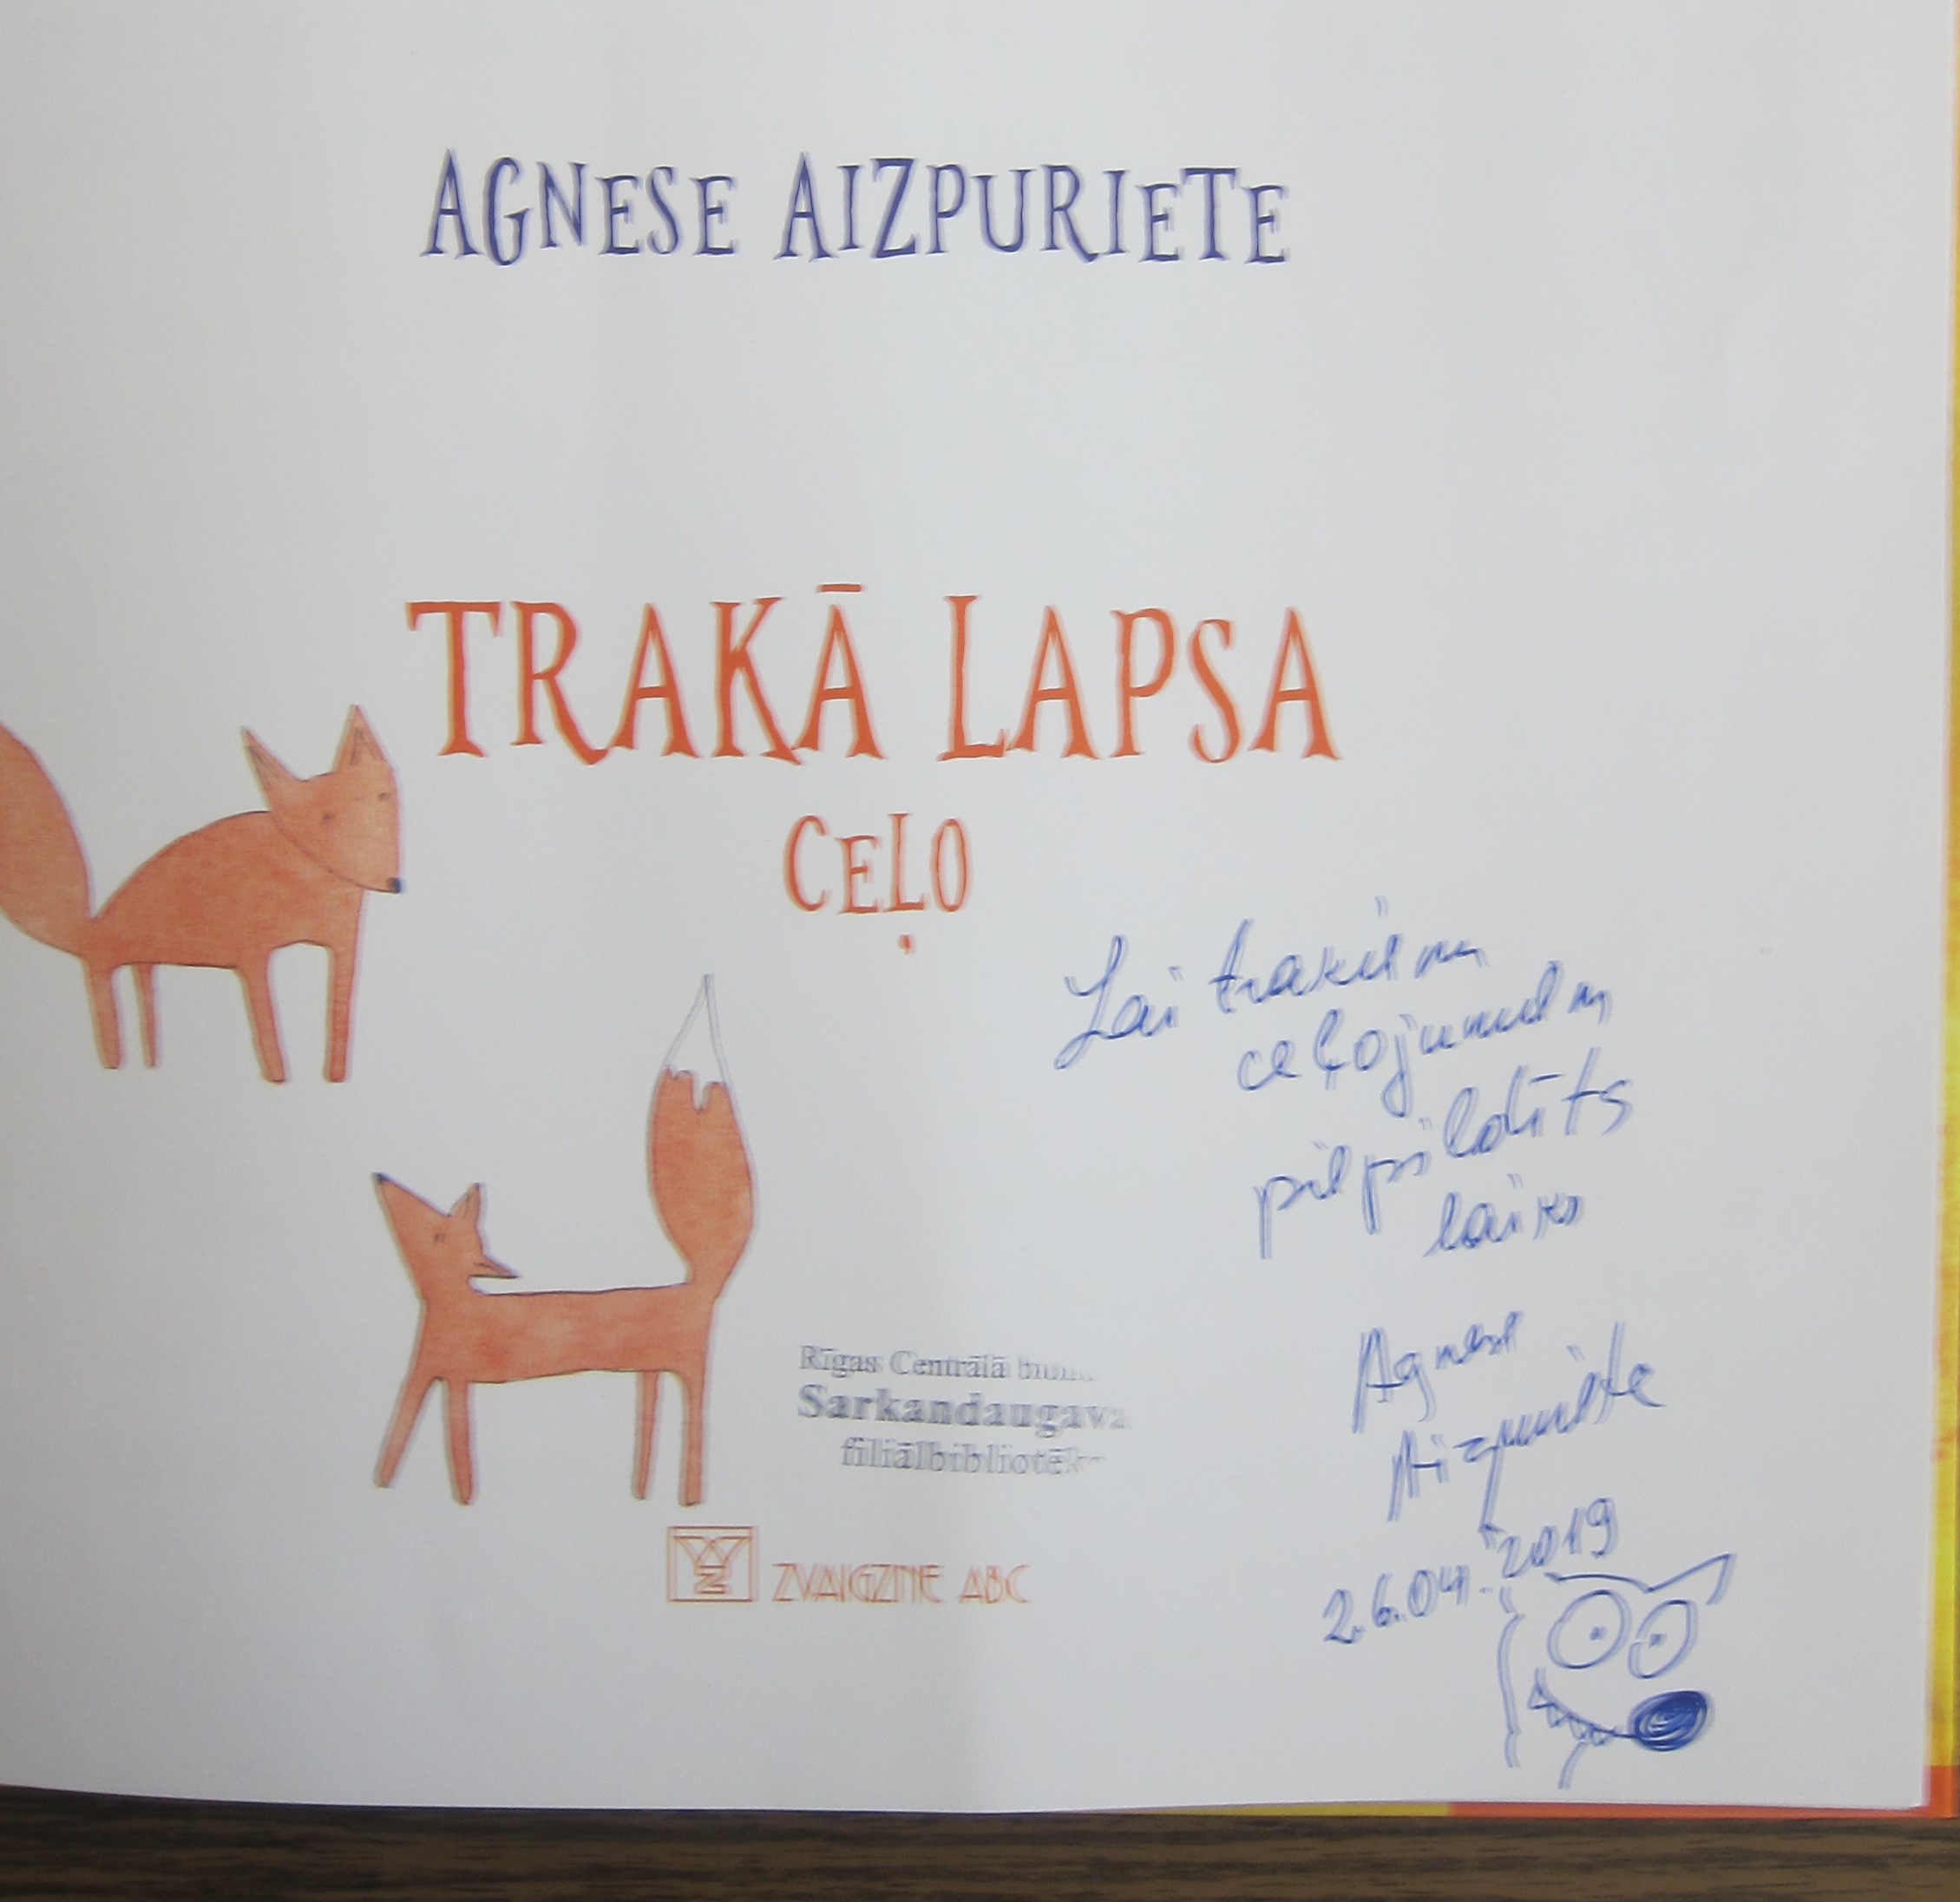 AGNESE AIZPURIETE
TRAKĀ LAPSA
CEĻO
Lai trakiem
ceļojumiem
piepildīts
laiks
Rīgas Centrālā
Sarkandaugava
filiālbibliotēk
Agnese
Aizpuriete
26.04.2019
ZVAIGZNE ABC